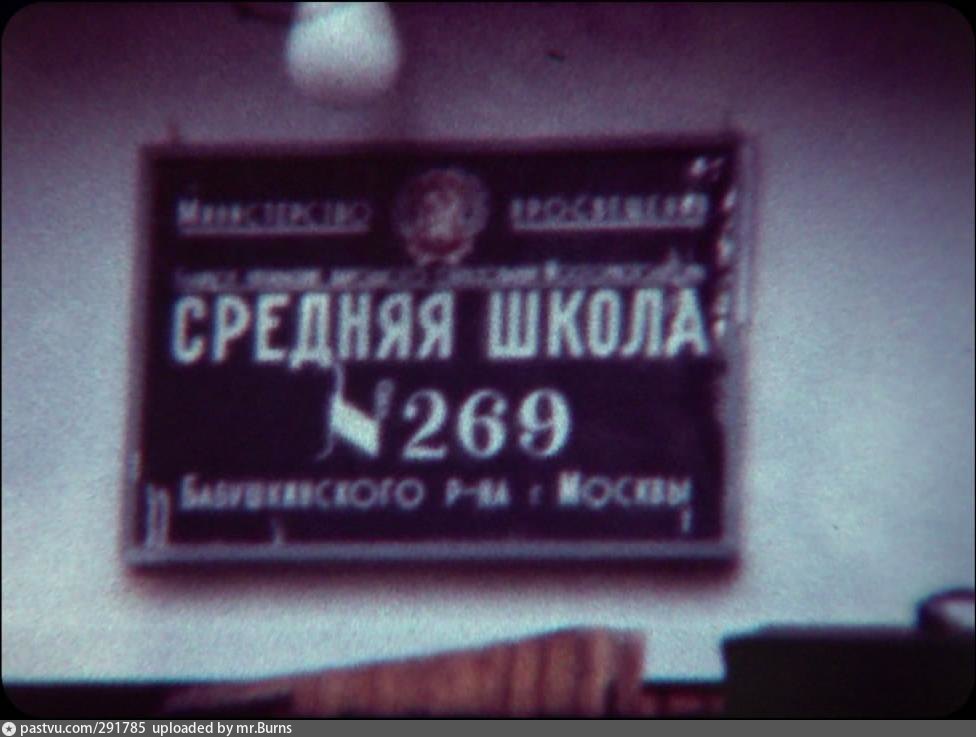 Министерство просвещения
СРЕДНЯЯ ШКОЛА
№269
Бабушкинского р-на г Москвы
pastvu.com/291785 uploaded by mr.Burns